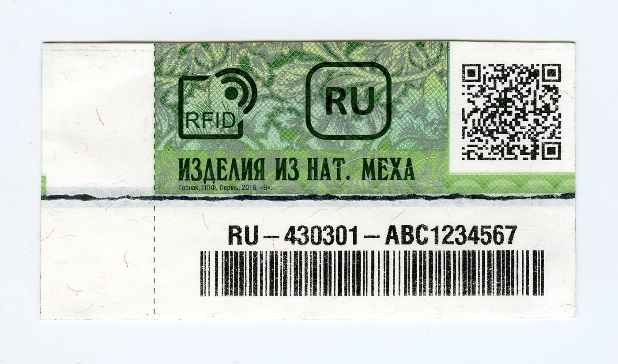 RFID
RU
ИЗДЕЛИЯ ИЗ НАТ. МЕХА
Гознак, ППФ, Пермь, 2016, «В».
RU – 430301 – ABC1234567